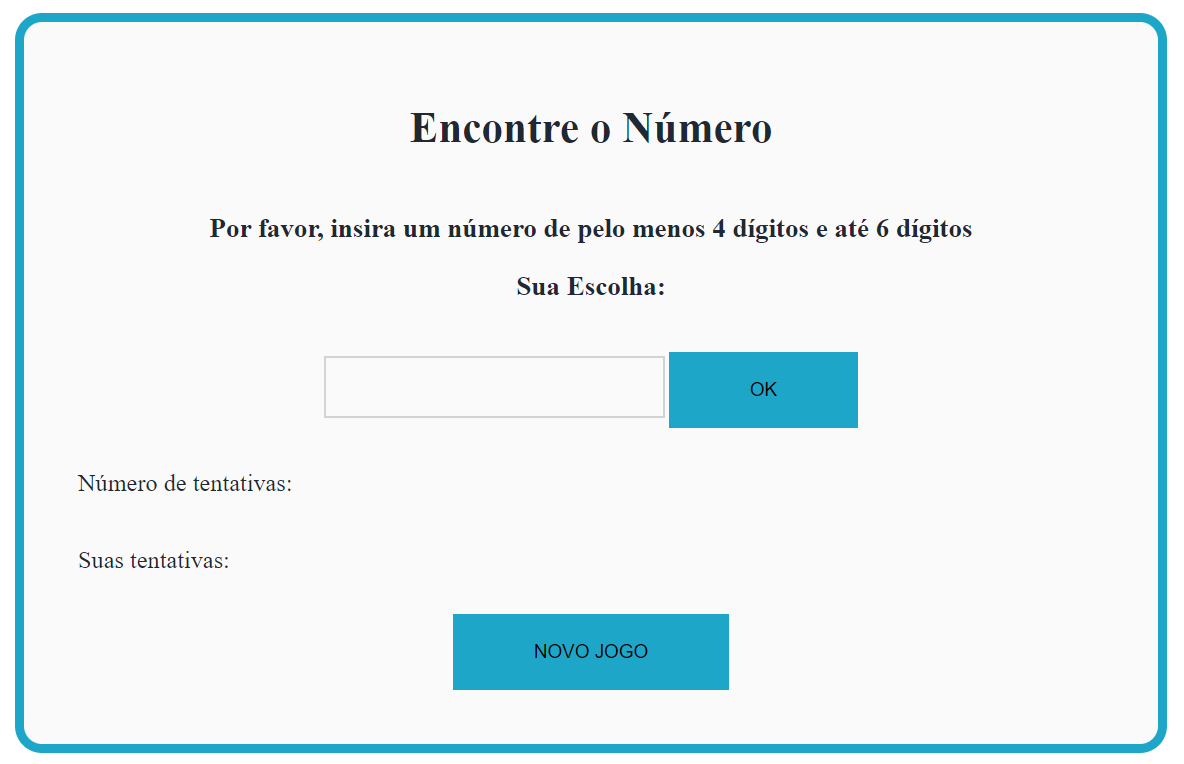 Encontre o Número
Por favor, insira um número de pelo menos 4 dígitos e até 6 dígitos
Sua Escolha:
OK
Número de tentativas:
Suas tentativas:
NOVO JOGO